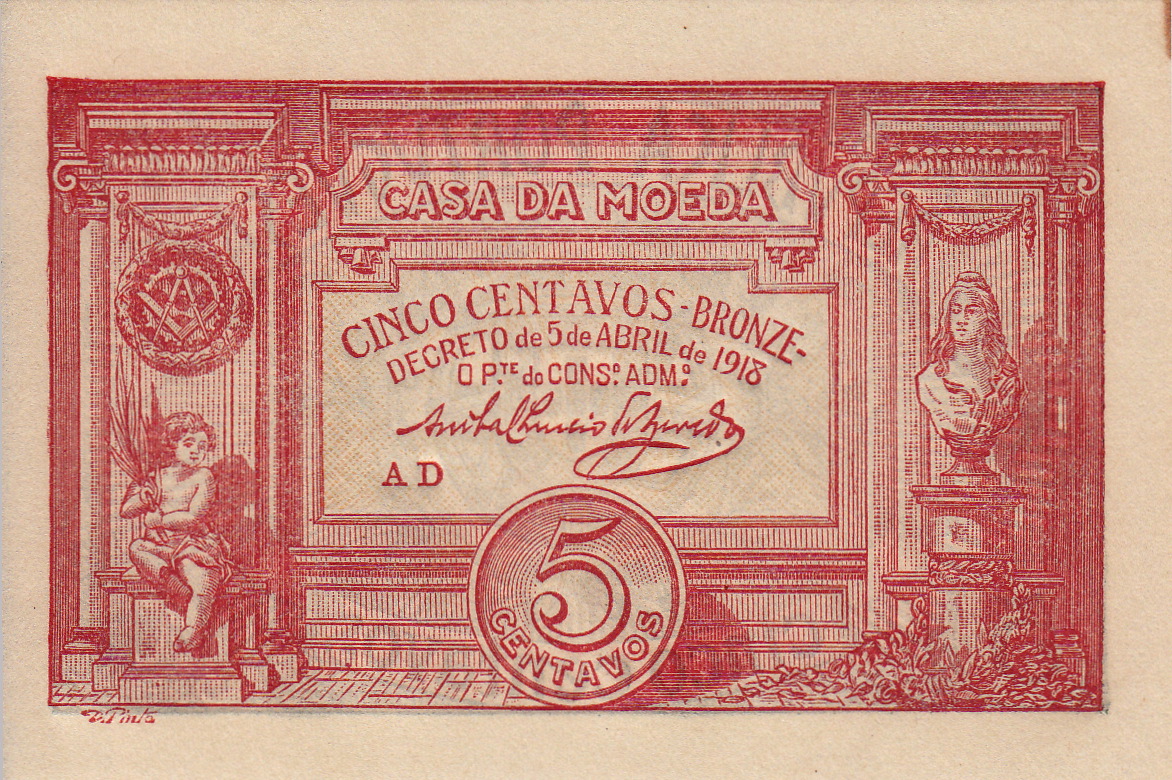 CASA DA MOEDA
CINCO CENTAVOS-BRONZE-
DECRETO de 5 de ABRIL de 1918
O P.TE do CONS.º ADM.º
A D
5
CENTAVOS